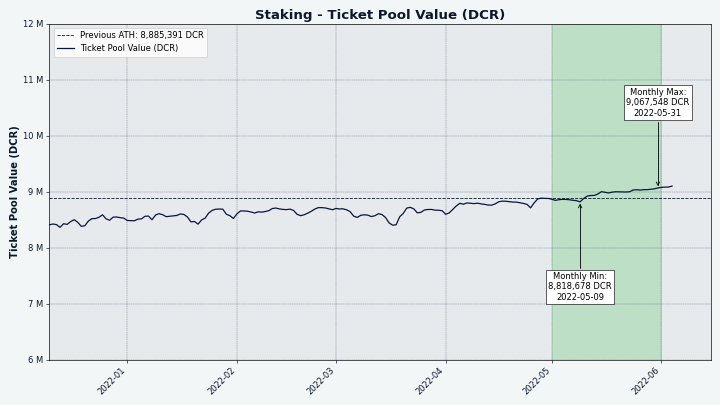 Staking - Ticket Pool Value (DCR)
Previous ATH: 8,885,391 DCR
Ticket Pool Value (DCR)
Ticket Pool Value (DCR)
12 M
11 M
10 M
9 M
8 M
7 M
6 M
Monthly Max:
9,067,548 DCR
2022-05-31
Monthly Min:
8,818,678 DCR
2022-05-09
2022-01
2022-02
2022-03
2022-04
2022-05
2022-06